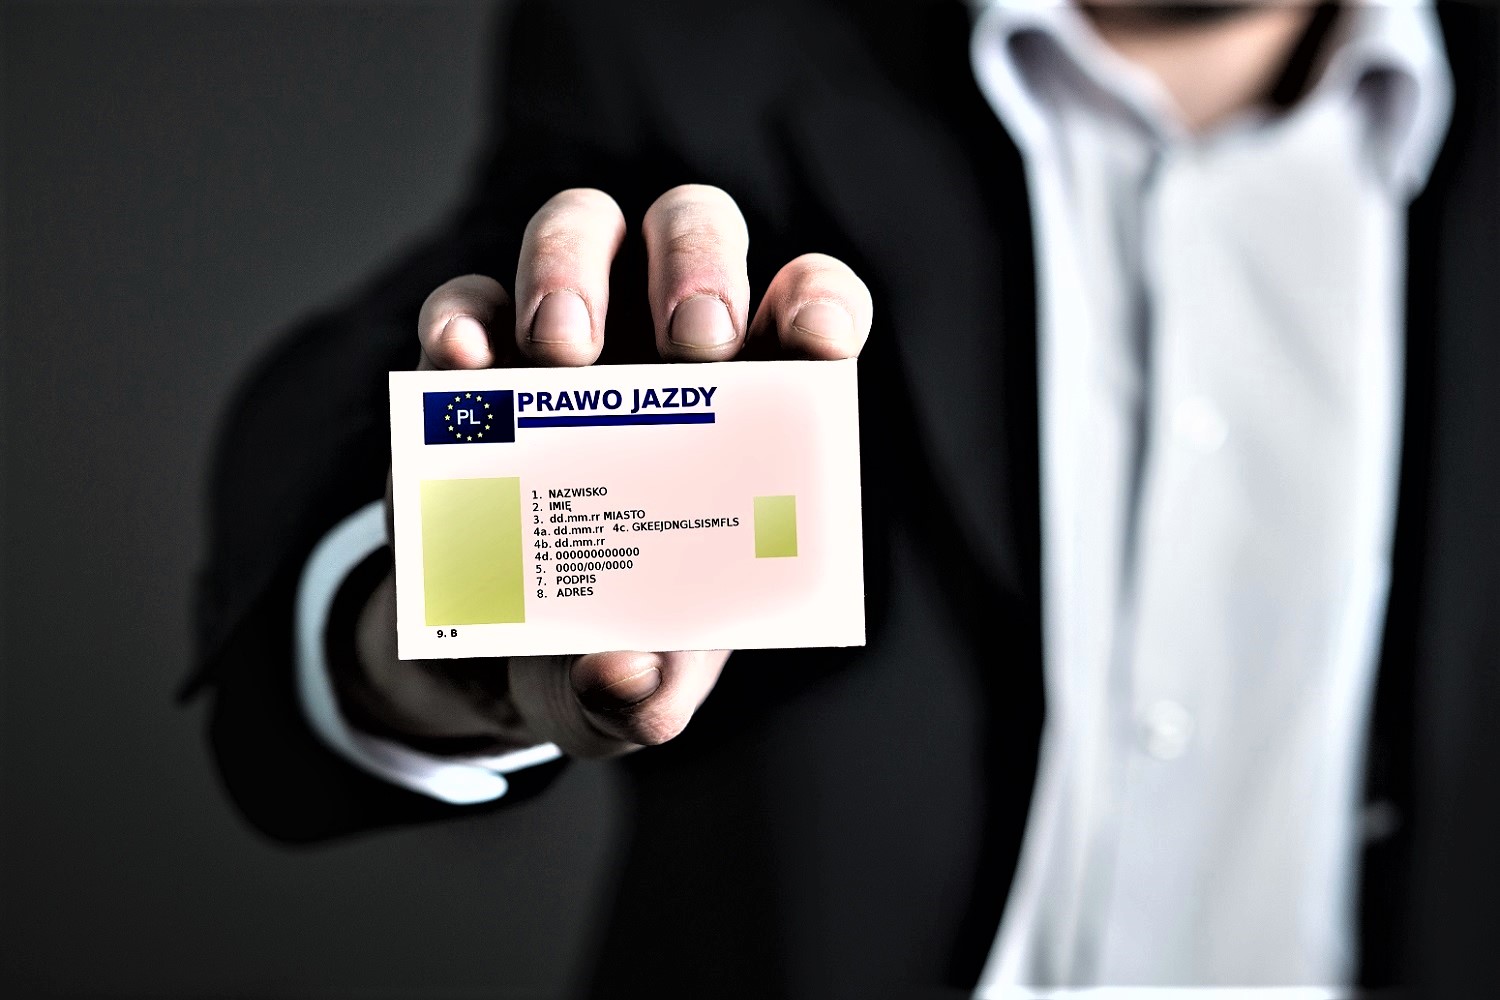 PL PRAWO JAZDY
1. NAZWISKO
2. IMIĘ
3. dd.mm.rr MIASTO
4a. dd.mm.rr 4c. GKEEJDNGLSISMFLS
4b. dd.mm.rr
4d. 000000000000
5. 0000/00/0000
7. PODPIS
8. ADRES
9. B